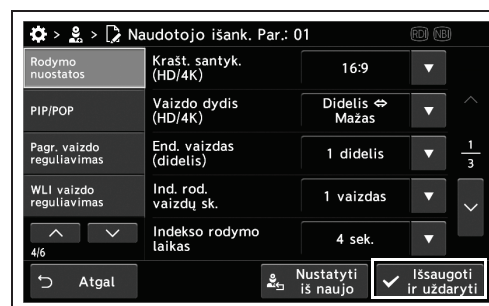 > > Naudotojo išank. Par.: 01 RDI NBI
Rodymo
nuostatos
PIP/POP
Pagr. vaizdo
reguliavimas
WLI vaizdo
reguliavimas
4/6
Krašt. santyk.
(HD/4K)
16:9
Vaizdo dydis
(HD/4K)
Didelis ⇔
Mažas
End. vaizdas
(didelis)
1 didelis
Ind. rod.
vaizdų sk.
1 vaizdas
Indekso rodymo
laikas
4 sek.
1
3
Atgal
Nustatyti
iš naujo
Išsaugoti
ir uždaryti